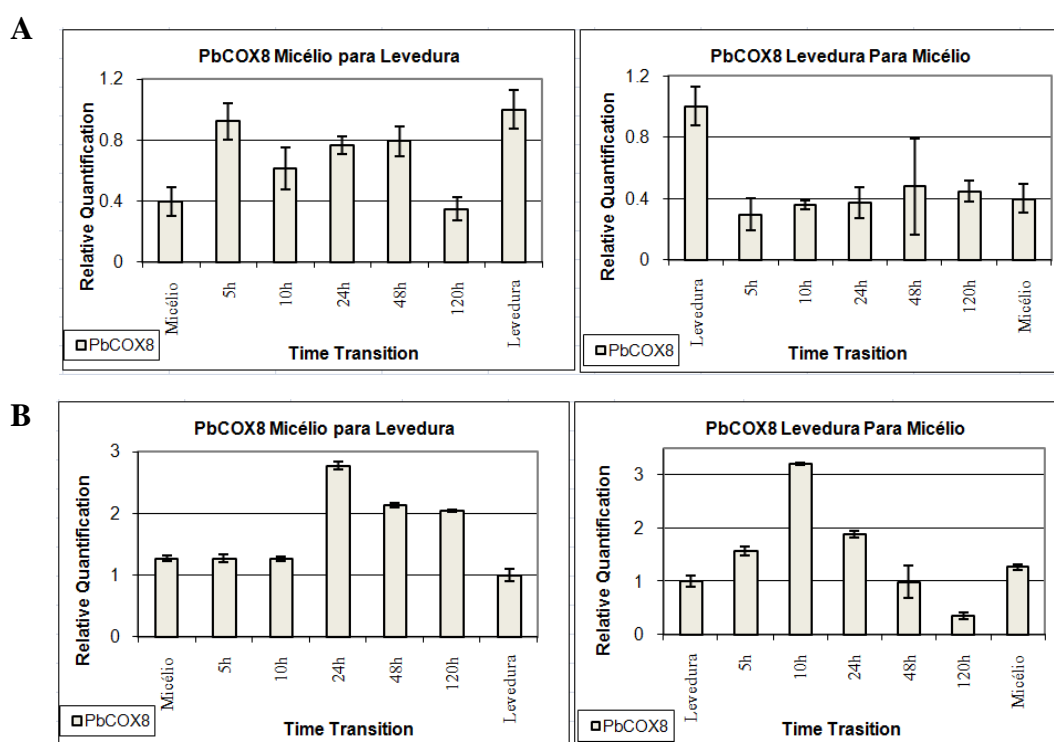 A
PbCOX8 Micélio para Levedura
Relative Quantification
1.2
0.8
0.4
0
Micélio
5h
10h
24h
48h
120h
Levedura
PbCOX8
Time Transition
PbCOX8 Levedura Para Micélio
Relative Quantification
1.2
0.8
0.4
0
Levedura
5h
10h
24h
48h
120h
Micélio
PbCOX8
Time Trasition
B
PbCOX8 Micélio para Levedura
Relative Quantification
3
2
1
0
Micélio
5h
10h
24h
48h
120h
Levedura
PbCOX8
Time Transition
PbCOX8 Levedura Para Micélio
Relative Quantification
3
2
1
0
Levedura
5h
10h
24h
48h
120h
Micélio
PbCOX8
Time Trasition